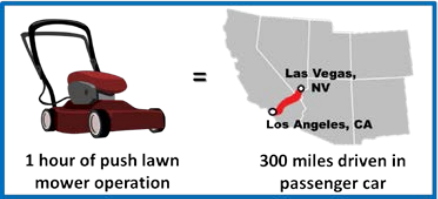 =
Las Vegas,
NV
Los Angeles, CA
1 hour of push lawn
mower operation
300 miles driven in
passenger car